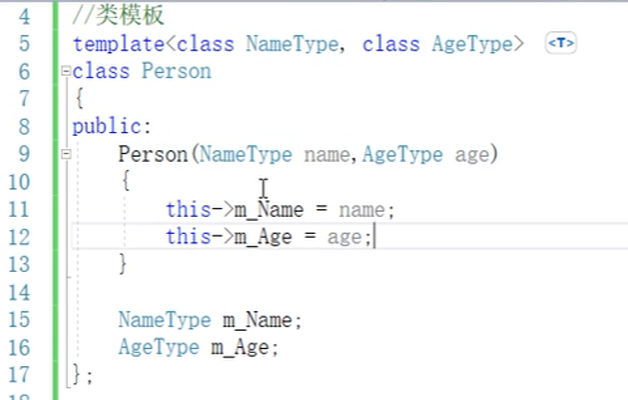 4 //类模板
5 template<class NameType, class AgeType> <T>
6 class Person
7 {
8 public:
9 Person(NameType name,AgeType age)
10 {
11 this->m_Name = name;
12 this->m_Age = age;
13 }
14
15 NameType m_Name;
16 AgeType m_Age;
17 };